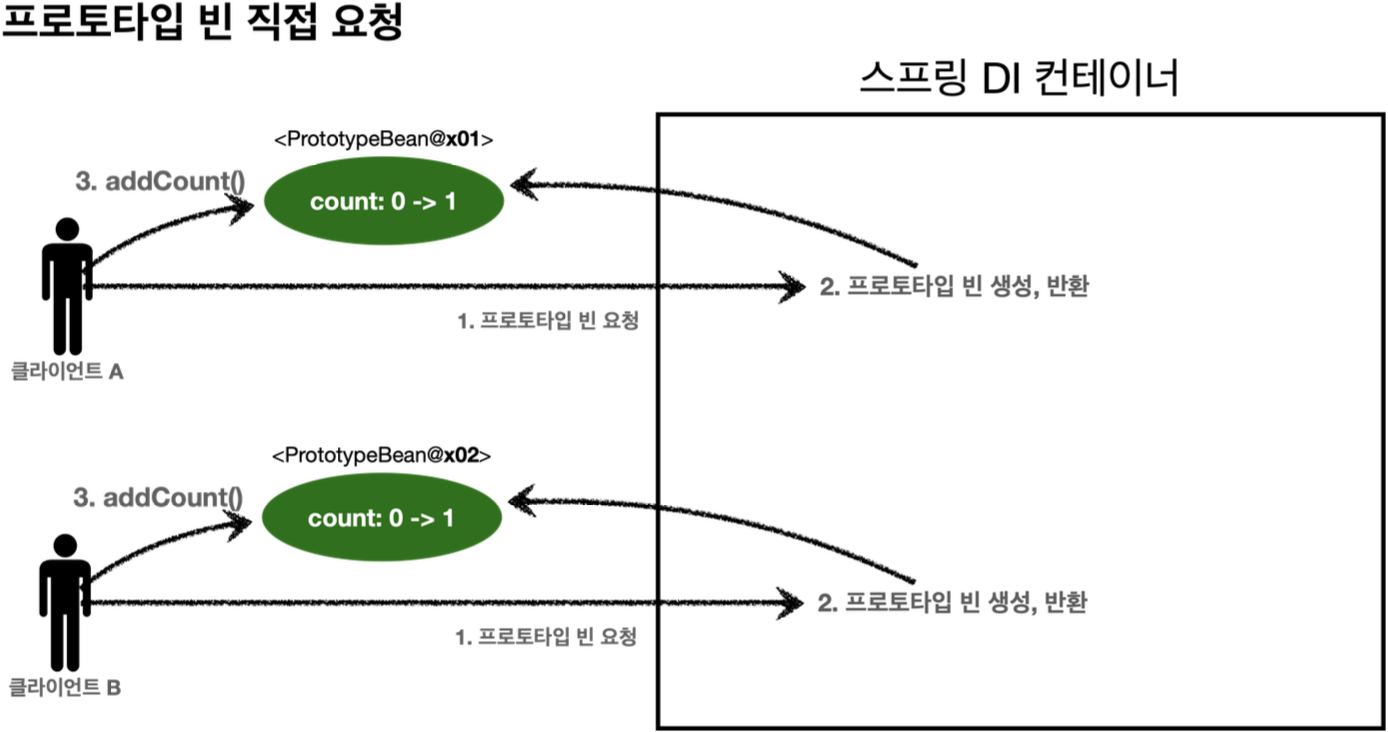 프로토타입 빈 직접 요청
스프링 DI 컨테이너
<PrototypeBean@x01>
3. addCount()
count: 0 -> 1
2. 프로토타입 빈 생성, 반환
1. 프로토타입 빈 요청
클라이언트 A
<PrototypeBean@x02>
3. addCount()
count: 0 -> 1
2. 프로토타입 빈 생성, 반환
1. 프로토타입 빈 요청
클라이언트 B